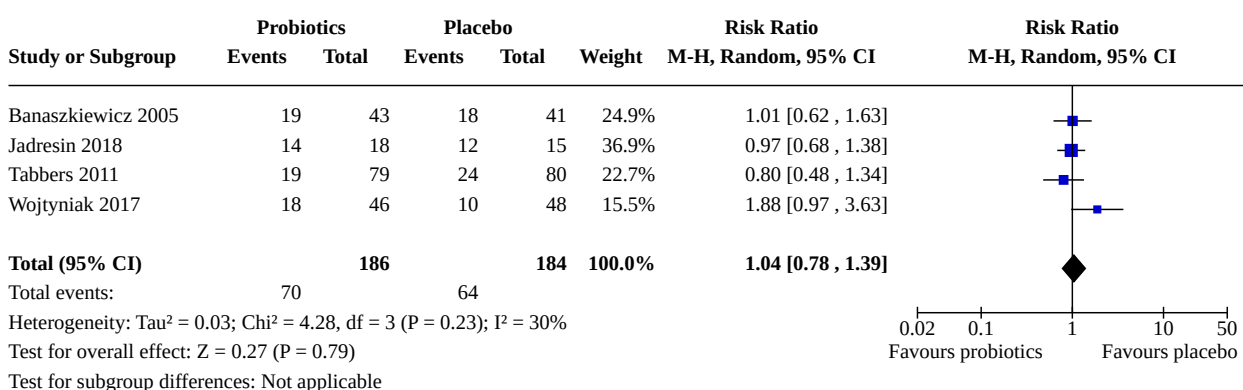 Probiotics Placebo Risk Ratio Risk Ratio
Study or Subgroup Events Total Events Total Weight M-H, Random, 95% CI M-H, Random, 95% CI
Banaszkiewicz 2005 19 43 18 41 24.9% 1.01 [0.62 , 1.63]
Jadresin 2018 14 18 12 15 36.9% 0.97 [0.68 , 1.38]
Tabbers 2011 19 79 24 80 22.7% 0.80 [0.48 , 1.34]
Wojtyniak 2017 18 46 10 48 15.5% 1.88 [0.97 , 3.63]
Total (95% CI) 186 184 100.0% 1.04 [0.78 , 1.39]
Total events: 70 64
Heterogeneity: Tau² = 0.03; Chi² = 4.28, df = 3 (P = 0.23); I² = 30%
0.02 0.1 1 10 50
Test for overall effect: Z = 0.27 (P = 0.79) Favours probiotics Favours placebo
Test for subgroup differences: Not applicable